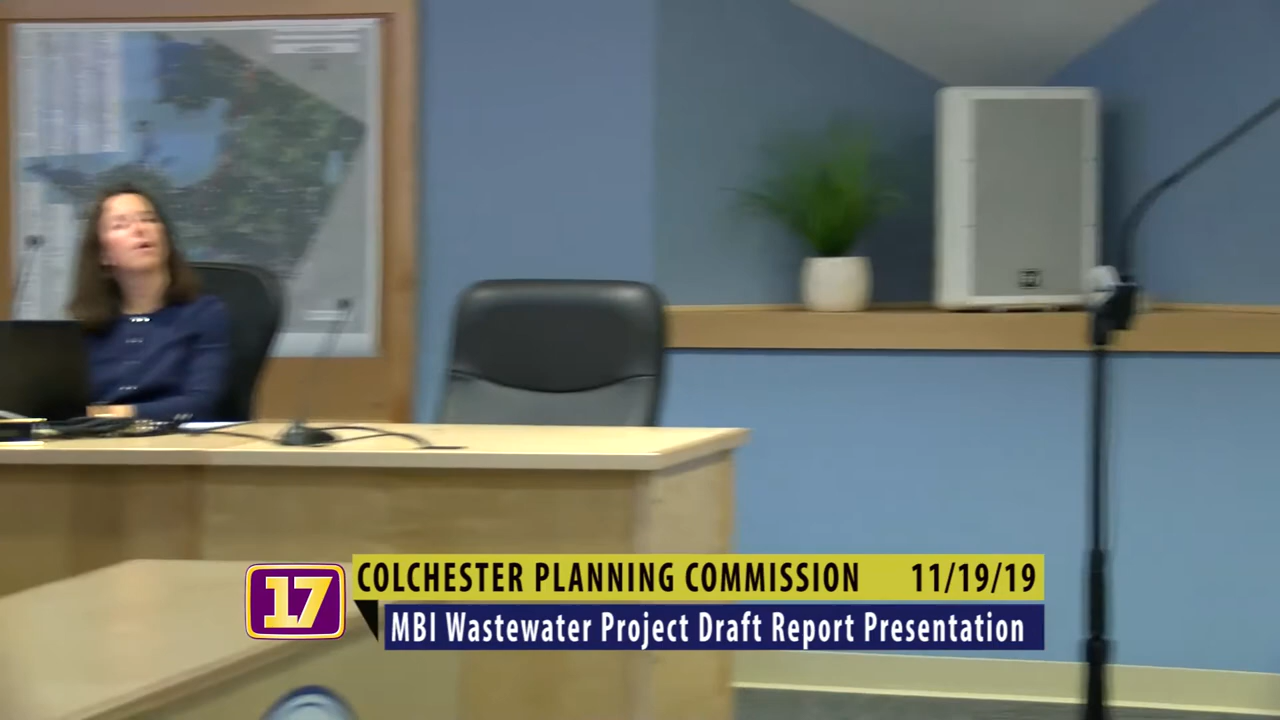 17
COLCHESTER PLANNING COMMISSION 11/19/19
MBI Wastewater Project Draft Report Presentation